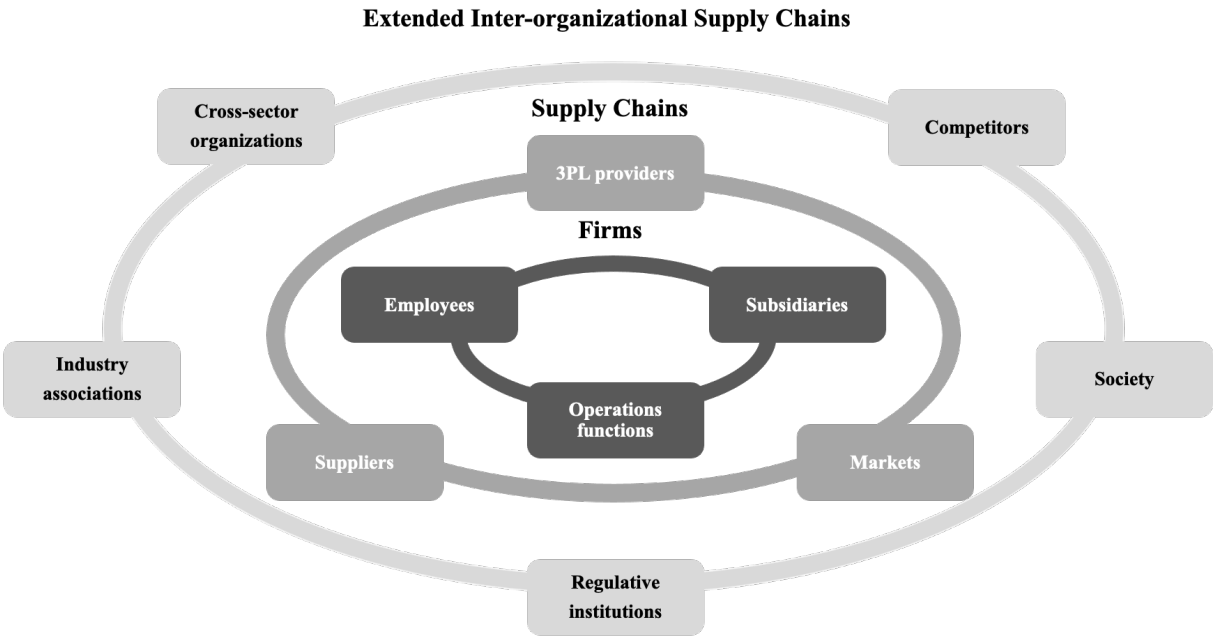 Extended Inter-organizational Supply Chains
Cross-sector
organizations
Supply Chains
Competitors
3PL providers
Firms
Employees
Subsidiaries
Industry
associations
Society
Operations
functions
Suppliers
Markets
Regulative
institutions